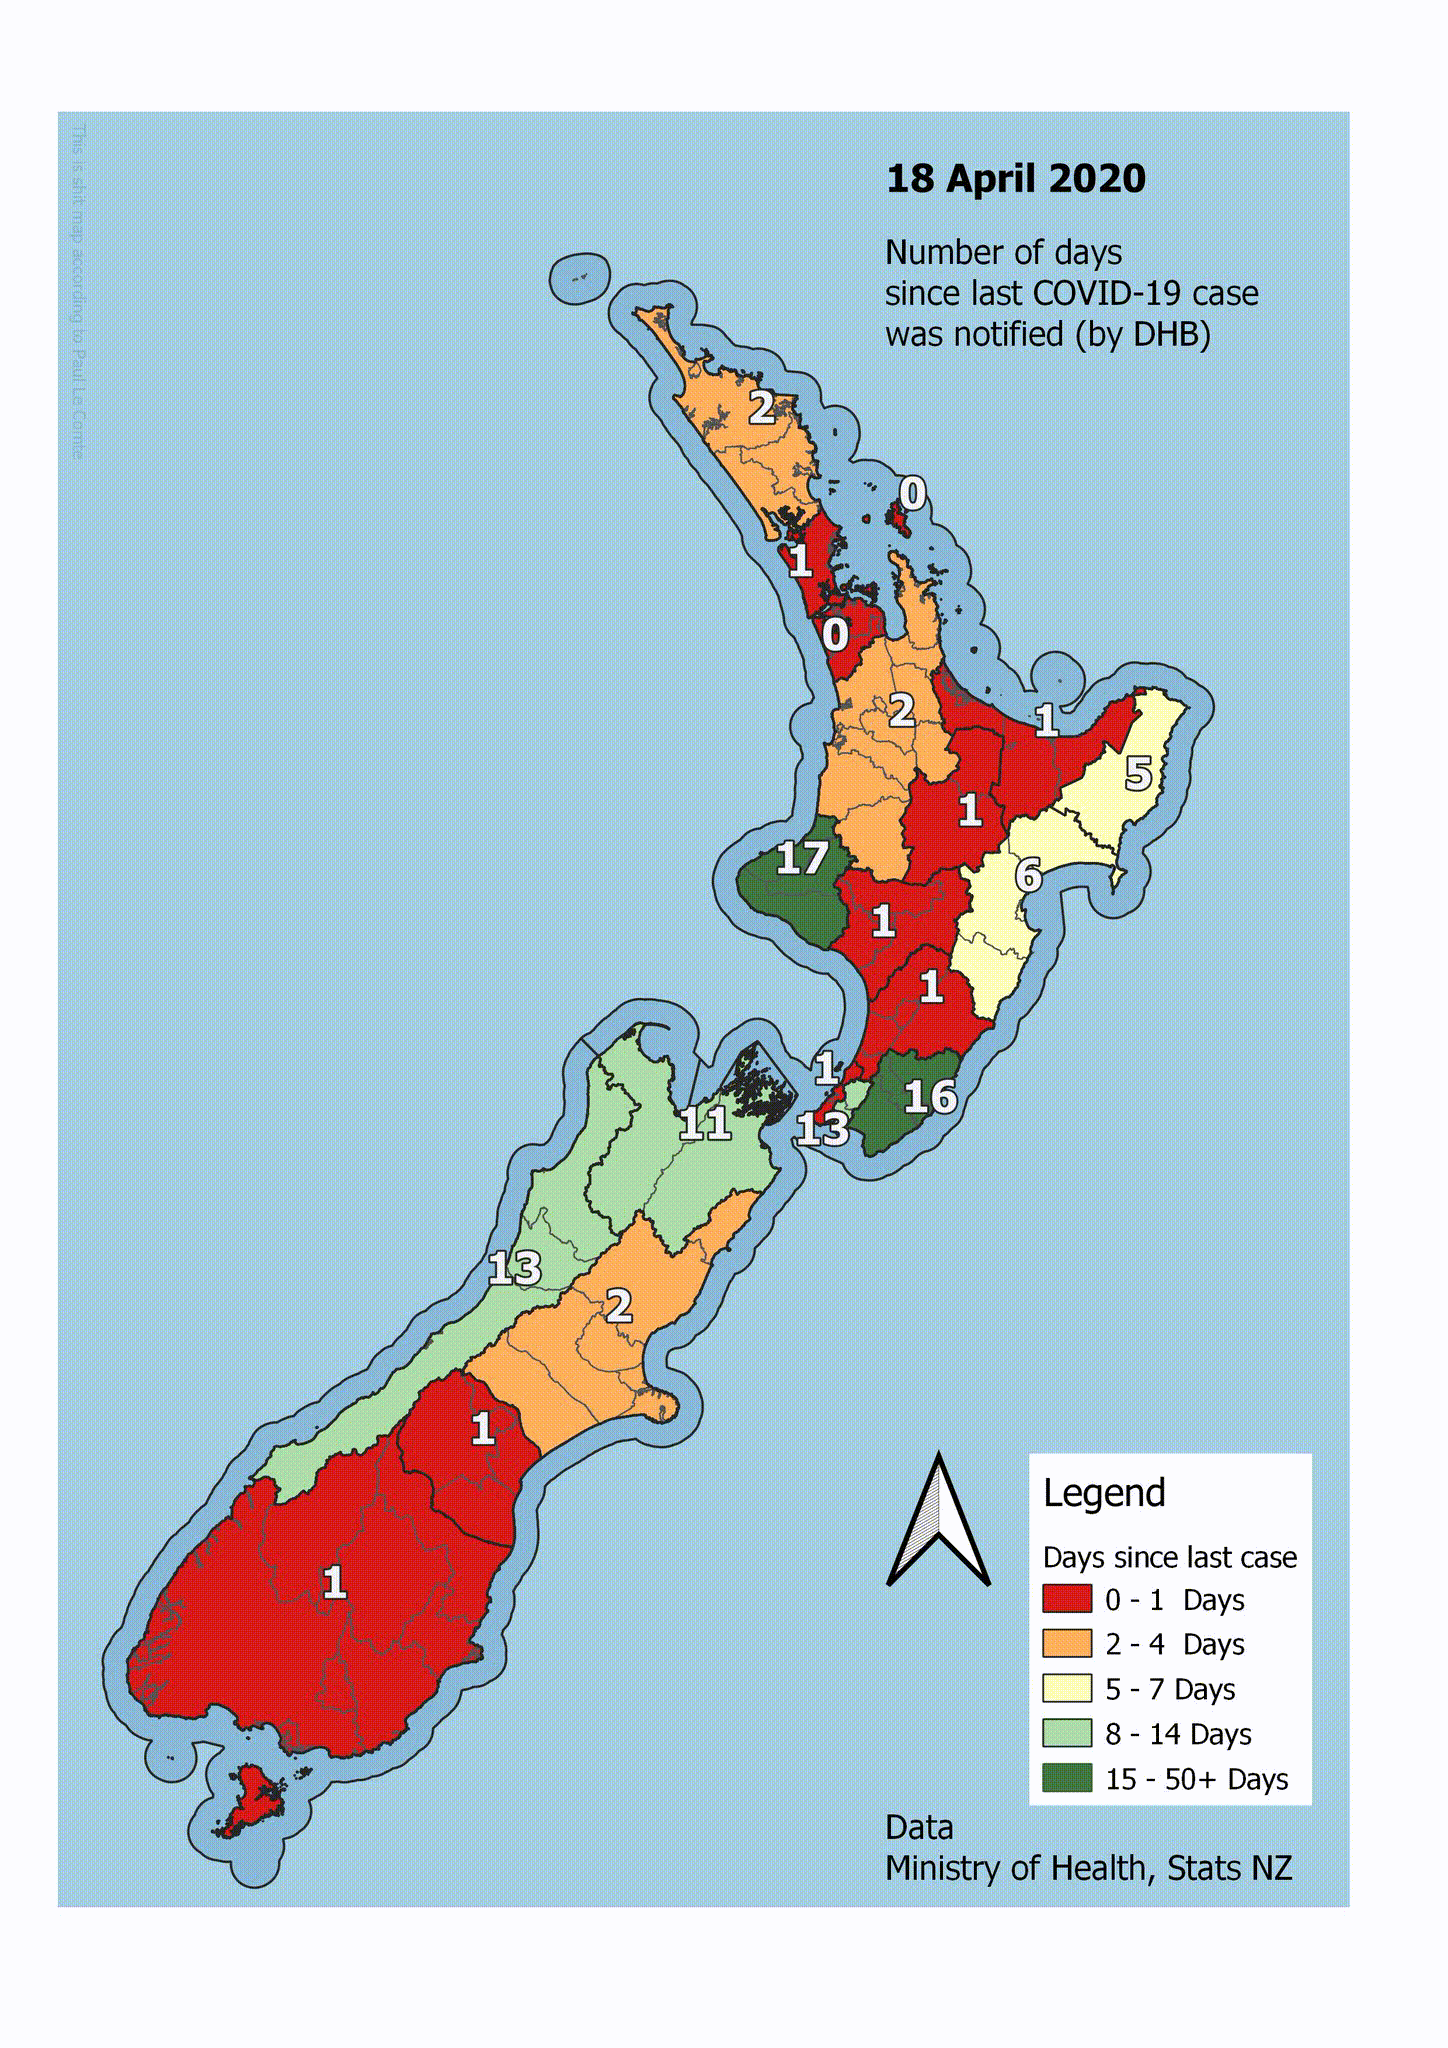 This is shit map according to Paul Le Comte
18 April 2020
Number of days
since last COVID-19 case
was notified (by DHB)
2
0
1
0
2
1
5
1
17
6
1
1
1
16
13
11
13
2
1
1
Legend
Days since last case
0 - 1 Days
2 - 4 Days
5 - 7 Days
8 - 14 Days
15 - 50+ Days
Data
Ministry of Health, Stats NZ